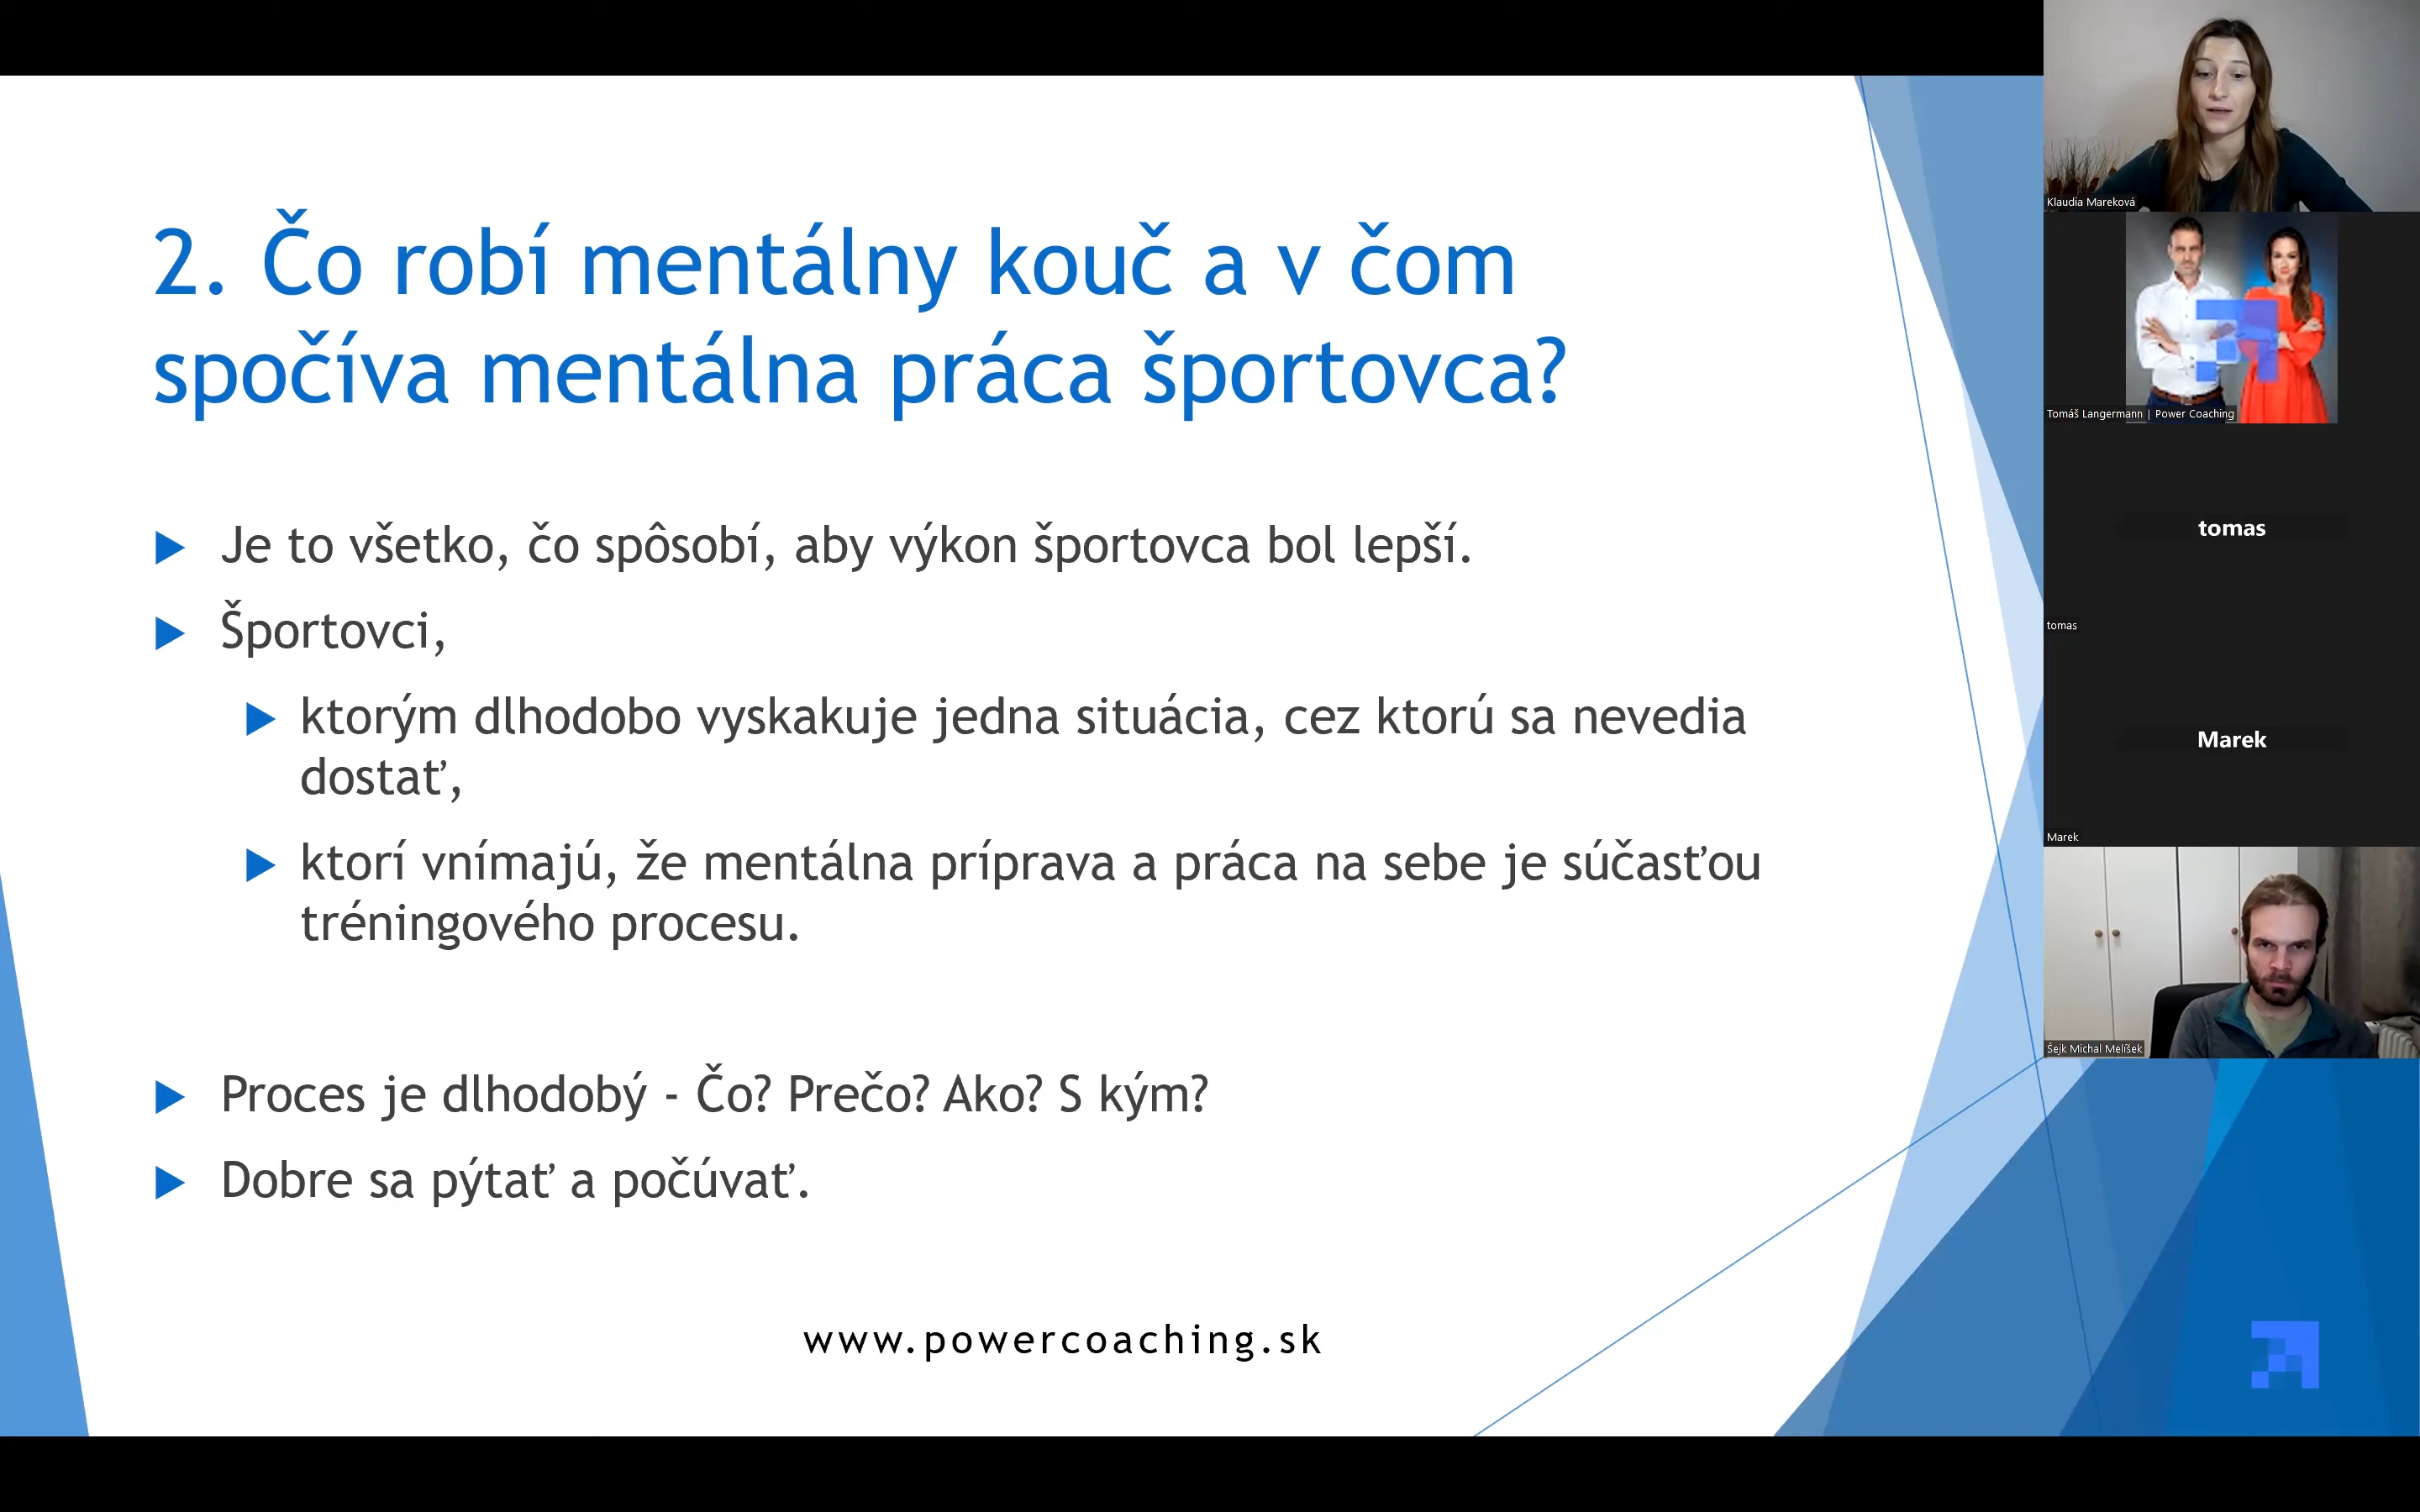 2. Čo robí mentálny kouč a v čom
spočíva mentálna práca športovca?
Je to všetko, čo spôsobí, aby výkon športovca bol lepší.
Športovci,
ktorým dlhodobo vyskakuje jedna situácia, cez ktorú sa nevedia
dostať,
ktorí vnímajú, že mentálna príprava a práca na sebe je súčasťou
tréningového procesu.
Proces je dlhodobý - Čo? Prečo? Ako? S kým?
Dobre sa pýtať a počúvať.
www.powercoaching.sk
Klaudia Mareková
Tomáš Langermann | Power Coaching
tomas
tomas
Marek
Marek
Šejk Michal Melíšek